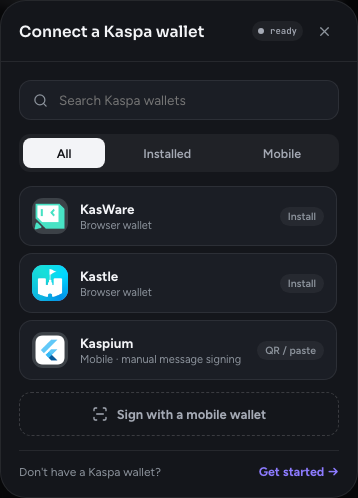 Connect a Kaspa wallet
ready
Search Kaspa wallets
All
Installed
Mobile
KasWare
Browser wallet
Install
Kastle
Browser wallet
Install
Kaspium
Mobile · manual message signing
QR / paste
Sign with a mobile wallet
Don't have a Kaspa wallet?
Get started →